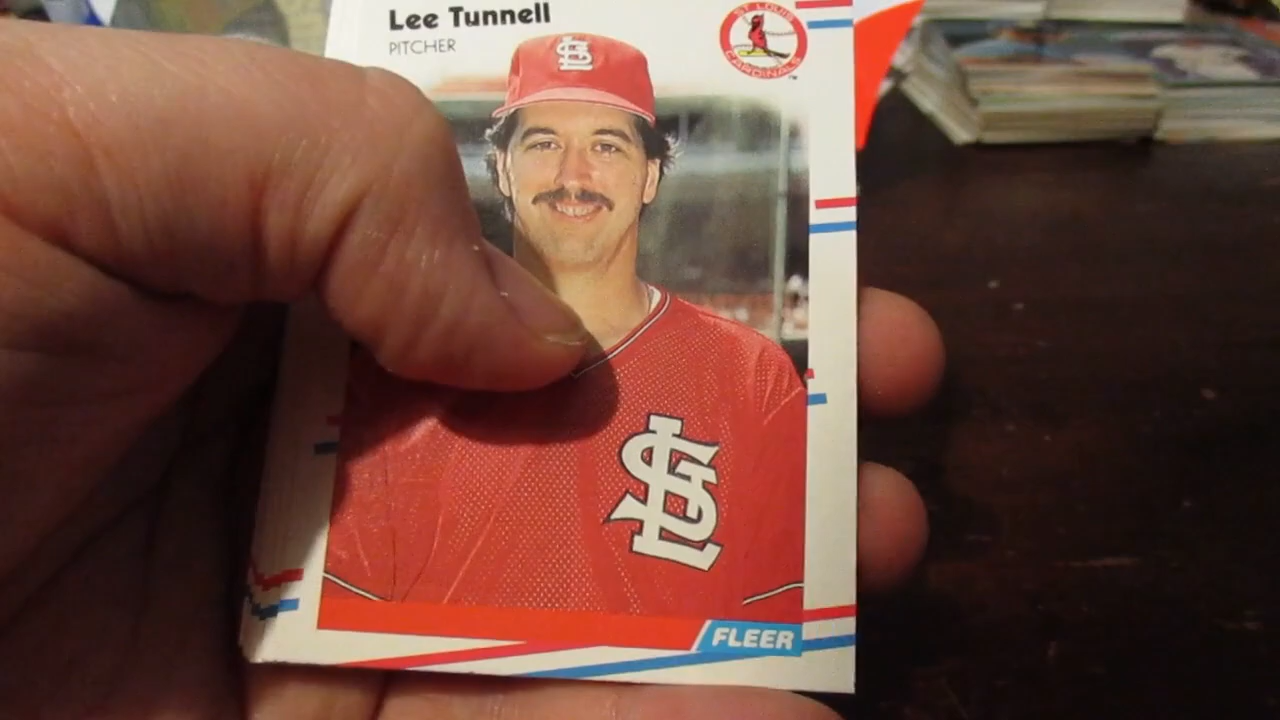 Lee Tunnell
PITCHER
ST LOUIS
CARDINALS
STL
STL
FLEER